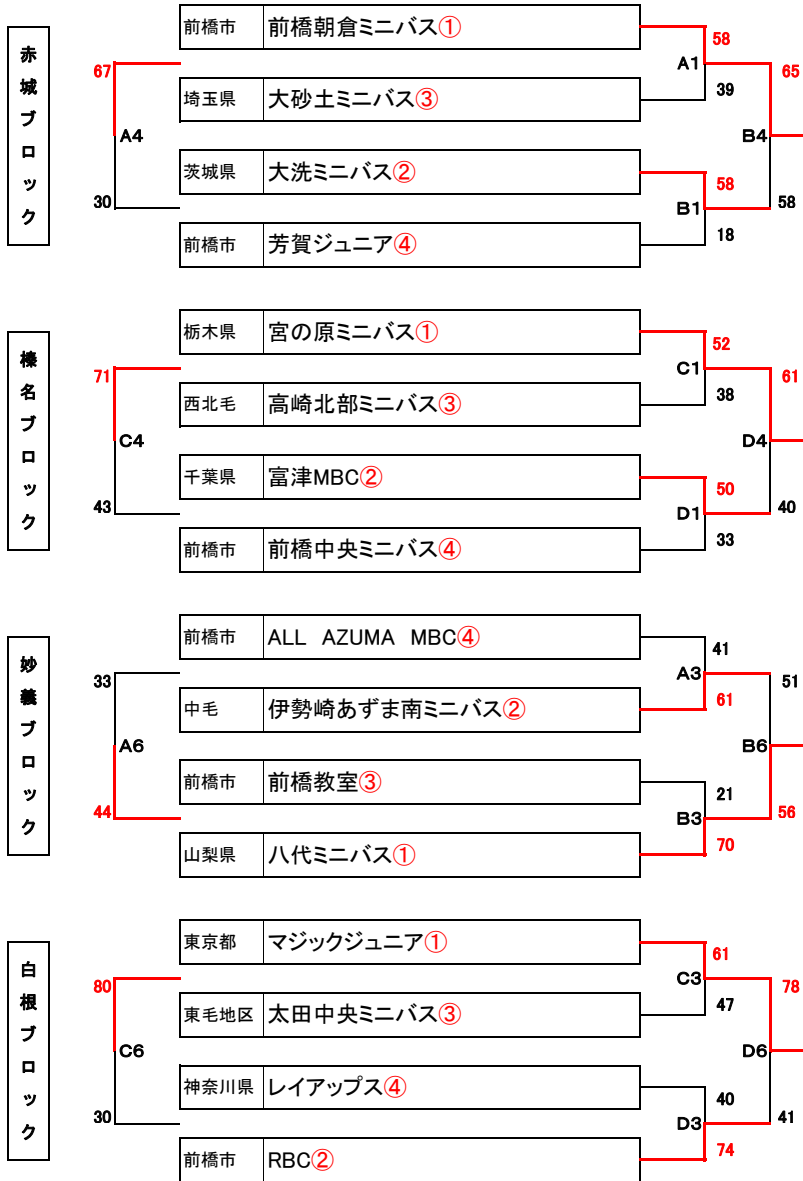 赤城ブロック
前橋市 前橋朝倉ミニバス① 58
67 A1 65
埼玉県 大砂土ミニバス③ 39
A4 B4
茨城県 大洗ミニバス② 58
30 B1 58
前橋市 芳賀ジュニア④ 18
榛名ブロック
栃木県 宮の原ミニバス① 52
71 C1 61
西北毛 高崎北部ミニバス③ 38
C4 D4
千葉県 富津MBC② 50
43 D1 40
前橋市 前橋中央ミニバス④ 33
妙義ブロック
前橋市 ALL AZUMA MBC④ 41
33 A3 51
中毛 伊勢崎あずま南ミニバス② 61
A6 B6
前橋市 前橋教室③ 21
44 B3 56
山梨県 八代ミニバス① 70
白根ブロック
東京都 マジックジュニア① 61
80 C3 78
東毛地区 太田中央ミニバス③ 47
C6 D6
神奈川県 レイアップス④ 40
30 D3 41
前橋市 RBC② 74